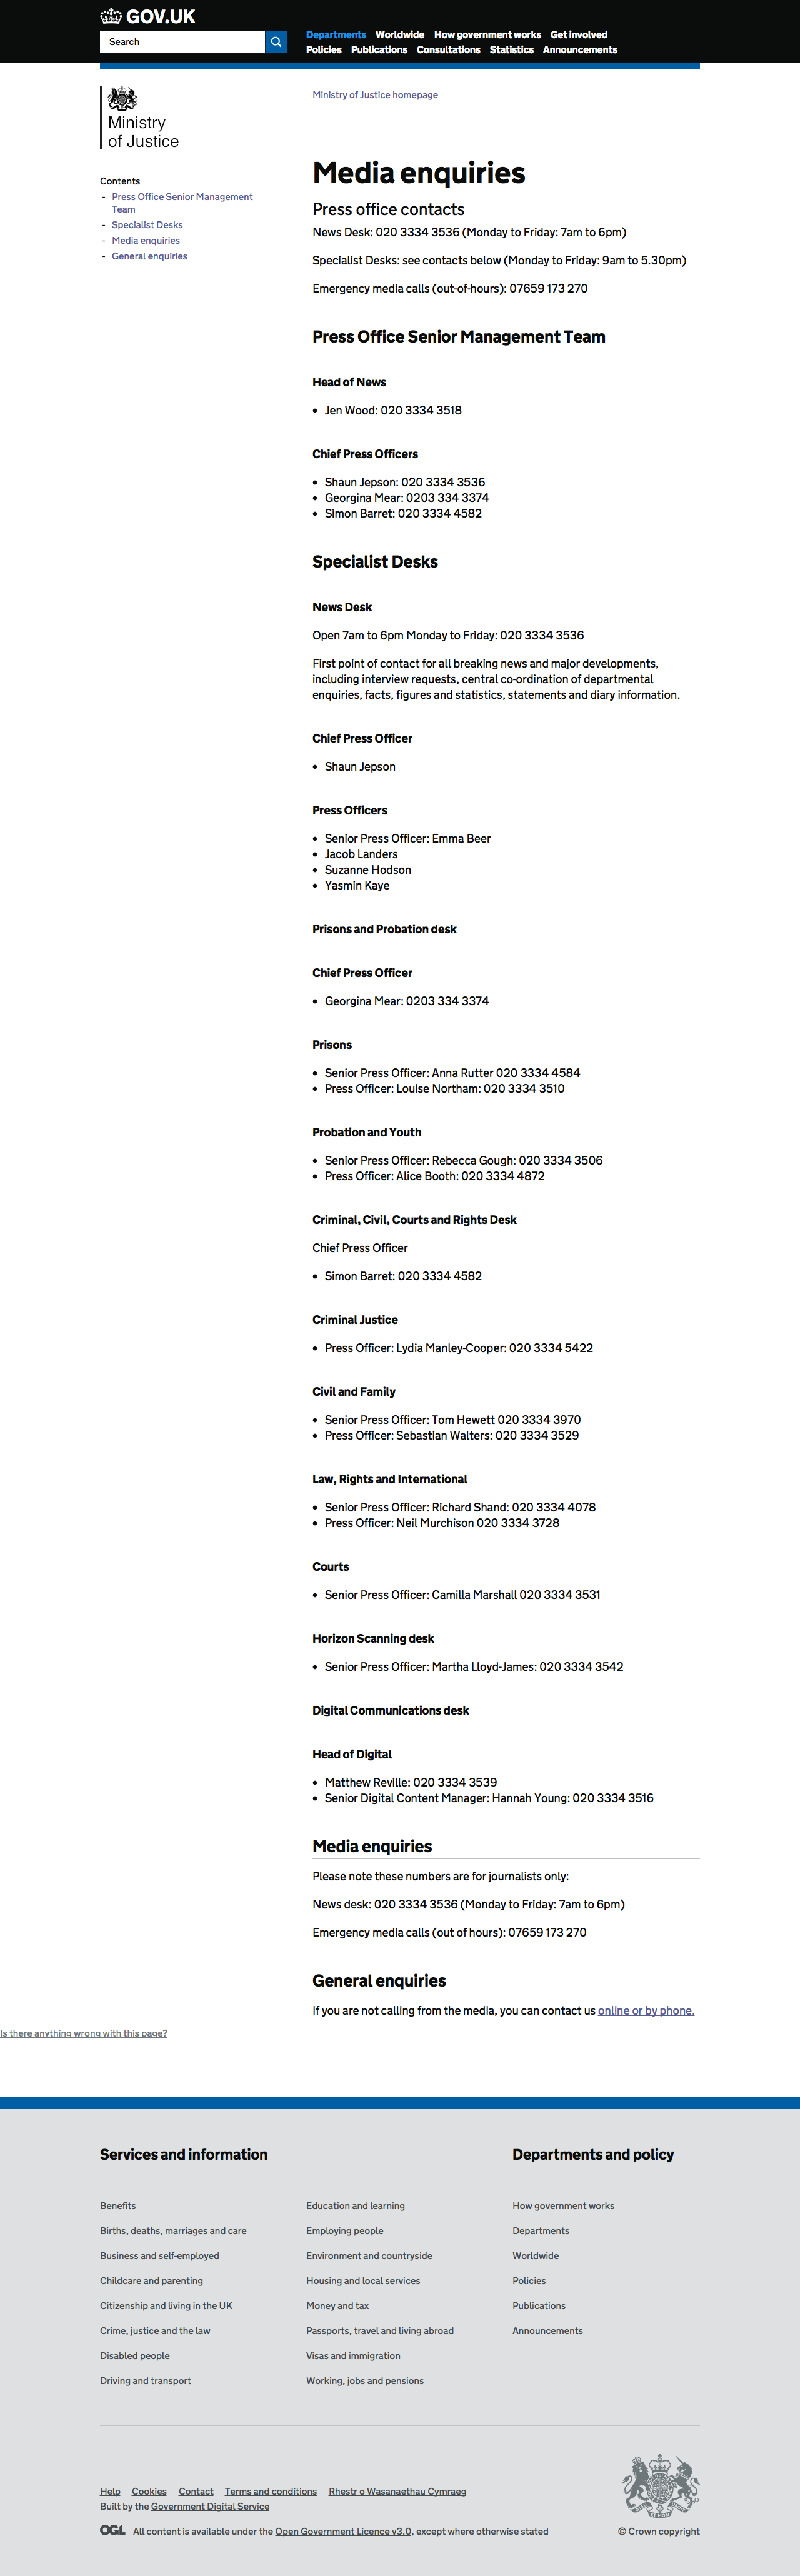 GOV.UK
Search
Departments Worldwide How government works Get involved
Policies Publications Consultations Statistics Announcements
Ministry
of Justice
Ministry of Justice homepage
Contents
- Press Office Senior Management
Team
- Specialist Desks
- Media enquiries
- General enquiries
Media enquiries
Press office contacts
News Desk: 020 3334 3536 (Monday to Friday: 7am to 6pm)
Specialist Desks: see contacts below (Monday to Friday: 9am to 5.30pm)
Emergency media calls (out-of-hours): 07659 173 270
Press Office Senior Management Team
Head of News
• Jen Wood: 020 3334 3518
Chief Press Officers
• Shaun Jepson: 020 3334 3536
• Georgina Mear: 0203 334 3374
• Simon Barret: 020 3334 4582
Specialist Desks
News Desk
Open 7am to 6pm Monday to Friday: 020 3334 3536
First point of contact for all breaking news and major developments,
including interview requests, central co-ordination of departmental
enquiries, facts, figures and statistics, statements and diary information.
Chief Press Officer
• Shaun Jepson
Press Officers
• Senior Press Officer: Emma Beer
• Jacob Landers
• Suzanne Hodson
• Yasmin Kaye
Prisons and Probation desk
Chief Press Officer
• Georgina Mear: 0203 334 3374
Prisons
• Senior Press Officer: Anna Rutter 020 3334 4584
• Press Officer: Louise Northam: 020 3334 3510
Probation and Youth
• Senior Press Officer: Rebecca Gough: 020 3334 3506
• Press Officer: Alice Booth: 020 3334 4872
Criminal, Civil, Courts and Rights Desk
Chief Press Officer
• Simon Barret: 020 3334 4582
Criminal Justice
• Press Officer: Lydia Manley-Cooper: 020 3334 5422
Civil and Family
• Senior Press Officer: Tom Hewett 020 3334 3970
• Press Officer: Sebastian Walters: 020 3334 3529
Law, Rights and International
• Senior Press Officer: Richard Shand: 020 3334 4078
• Press Officer: Neil Murchison 020 3334 3728
Courts
• Senior Press Officer: Camilla Marshall 020 3334 3531
Horizon Scanning desk
• Senior Press Officer: Martha Lloyd-James: 020 3334 3542
Digital Communications desk
Head of Digital
• Matthew Reville: 020 3334 3539
• Senior Digital Content Manager: Hannah Young: 020 3334 3516
Media enquiries
Please note these numbers are for journalists only:
News desk: 020 3334 3536 (Monday to Friday: 7am to 6pm)
Emergency media calls (out of hours): 07659 173 270
General enquiries
If you are not calling from the media, you can contact us online or by phone.
Is there anything wrong with this page?
Services and information
Benefits
Births, deaths, marriages and care
Business and self-employed
Childcare and parenting
Citizenship and living in the UK
Crime, justice and the law
Disabled people
Driving and transport
Education and learning
Employing people
Environment and countryside
Housing and local services
Money and tax
Passports, travel and living abroad
Visas and immigration
Working, jobs and pensions
Departments and policy
How government works
Departments
Worldwide
Policies
Publications
Announcements
Help Cookies Contact Terms and conditions Rhestr o Wasanaethau Cymraeg
Built by the Government Digital Service
OGL All content is available under the Open Government Licence v3.0, except where otherwise stated
© Crown copyright